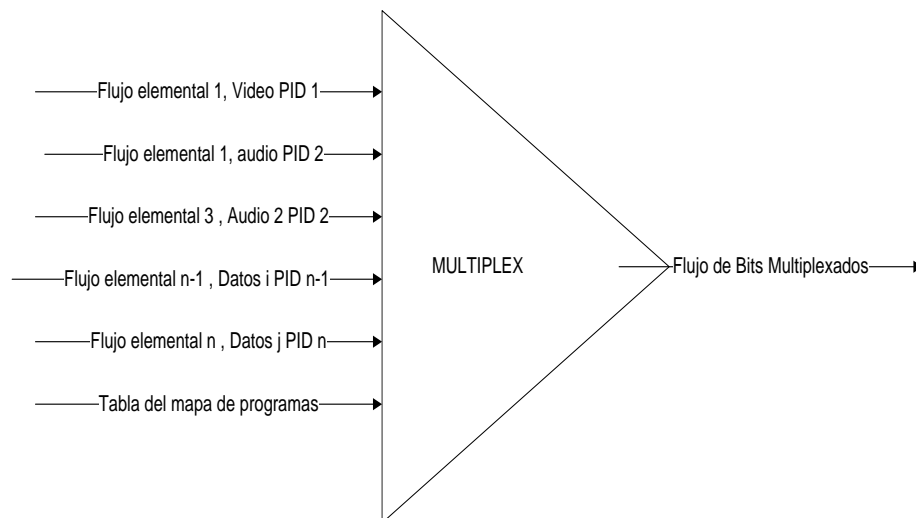 Flujo elemental 1, Video PID 1
Flujo elemental 1, audio PID 2
Flujo elemental 3 , Audio 2 PID 2
Flujo elemental n-1 , Datos i PID n-1
Flujo elemental n , Datos j PID n
Tabla del mapa de programas
MULTIPLEX
Flujo de Bits Multiplexados